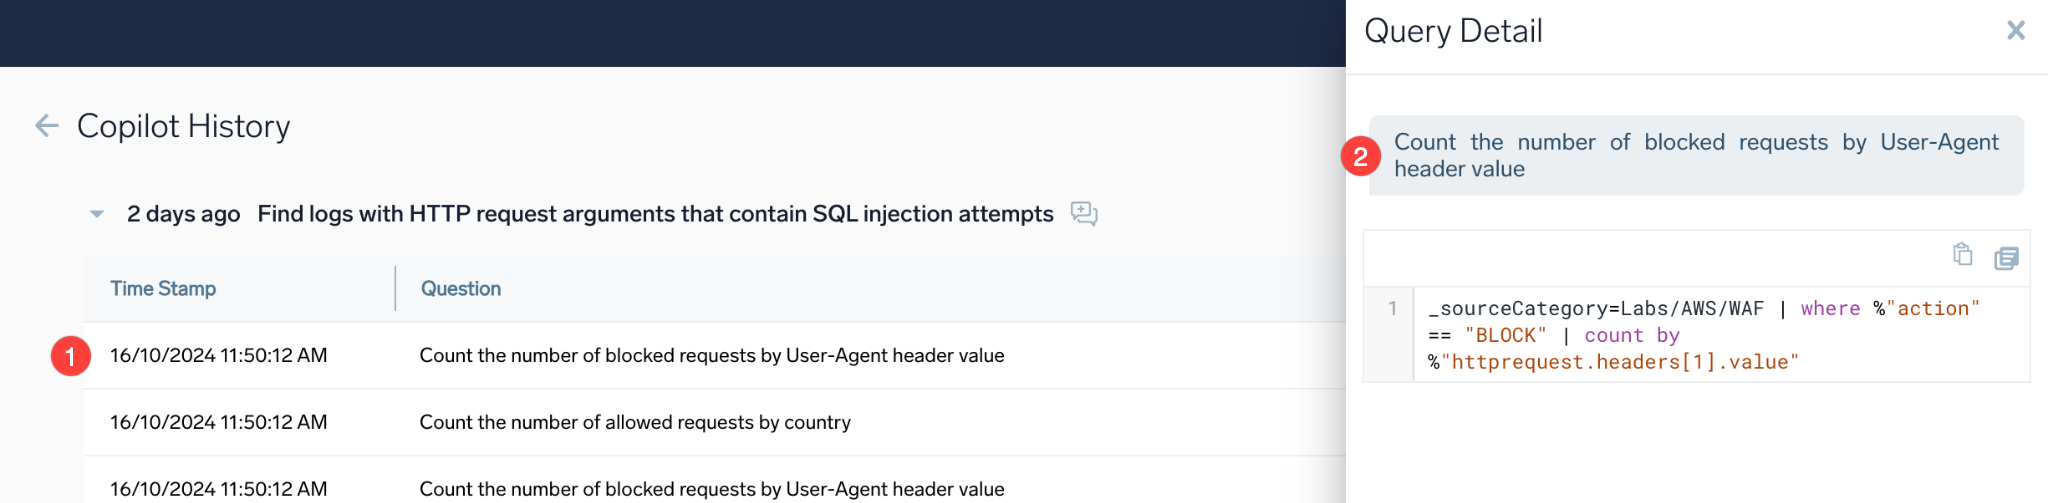 Query Detail
Copilot History
2 days ago Find logs with HTTP request arguments that contain SQL injection attempts
Time Stamp Question
1 16/10/2024 11:50:12 AM Count the number of blocked requests by User-Agent header value
16/10/2024 11:50:12 AM Count the number of allowed requests by country
16/10/2024 11:50:12 AM Count the number of blocked requests by User-Agent header value
2 Count the number of blocked requests by User-Agent
header value
1 _sourceCategory=Labs/AWS/WAF | where %"action"
== "BLOCK" | count by
%"httprequest.headers[1].value"